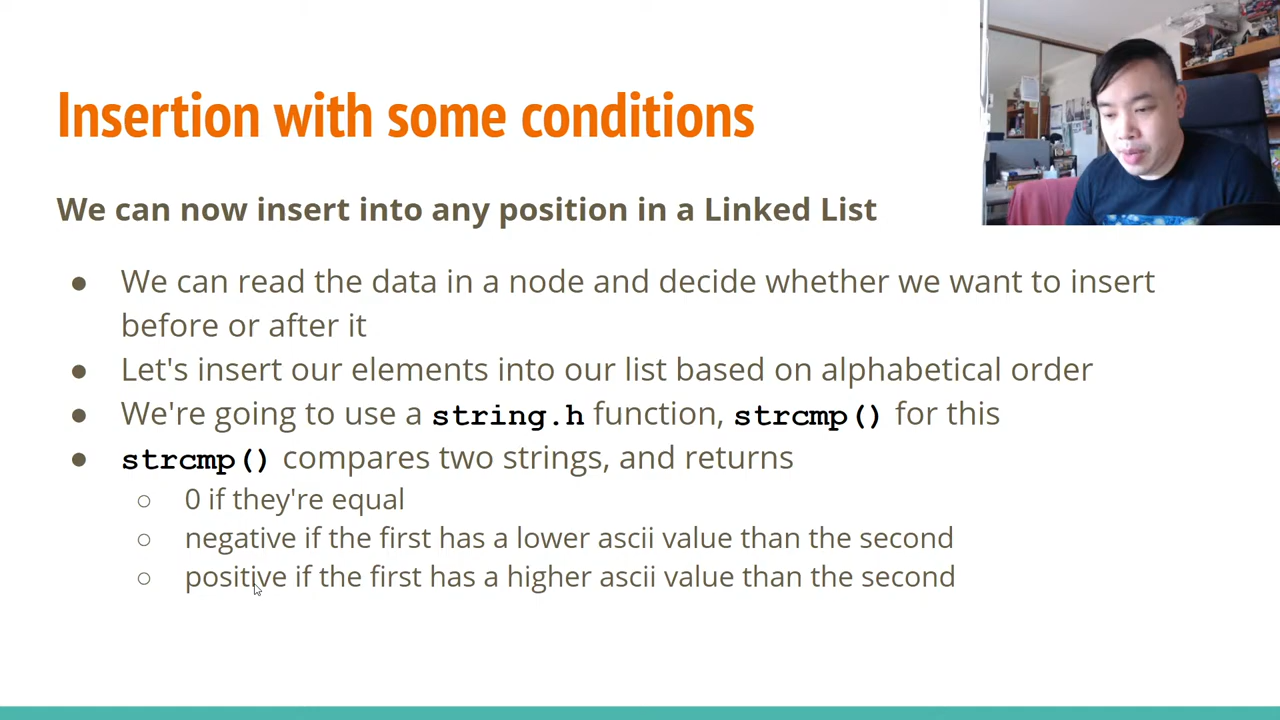 Insertion with some conditions
We can now insert into any position in a Linked List
● We can read the data in a node and decide whether we want to insert
before or after it
● Let's insert our elements into our list based on alphabetical order
● We're going to use a string.h function, strcmp() for this
● strcmp() compares two strings, and returns
○ 0 if they're equal
○ negative if the first has a lower ascii value than the second
○ positive if the first has a higher ascii value than the second